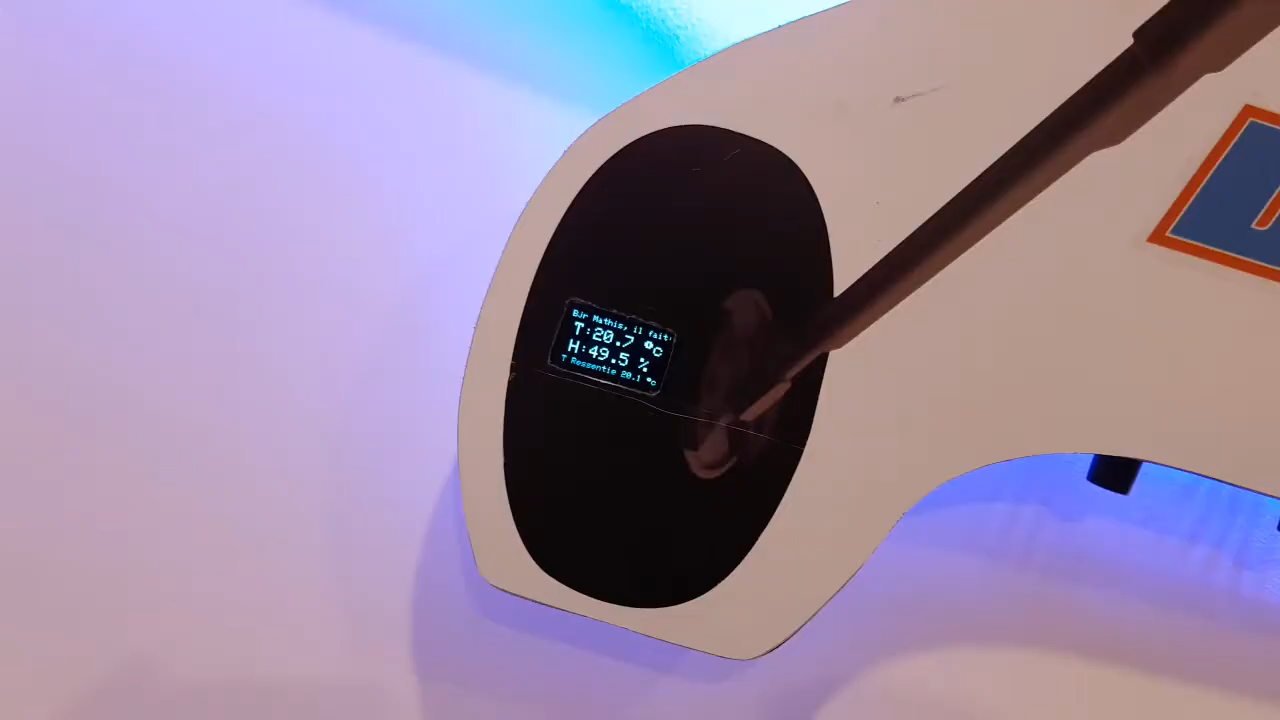 Bjr Mathis, il fait:
T:20.7 °C
H:49.5 %
T Ressentie 20.1 °C